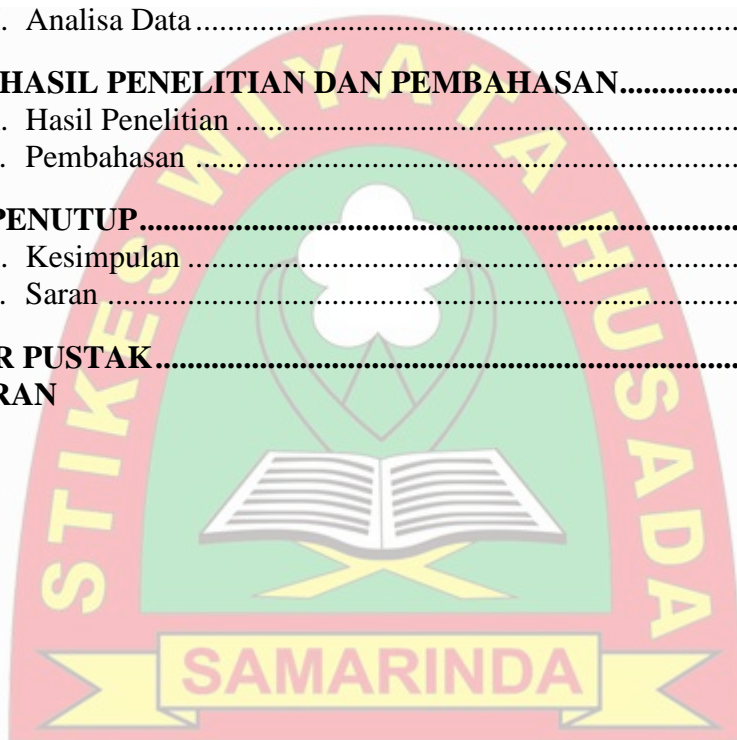 . Analisa Data ..........................................................................
HASIL PENELITIAN DAN PEMBAHASAN................
. Hasil Penelitian ....................................................................
. Pembahasan .........................................................................
PENUTUP..................................................................................
. Kesimpulan ...........................................................................
. Saran .....................................................................................
R PUSTAK................................................................................
RAN
STIKES WIYATA HUSADA
SAMARINDA